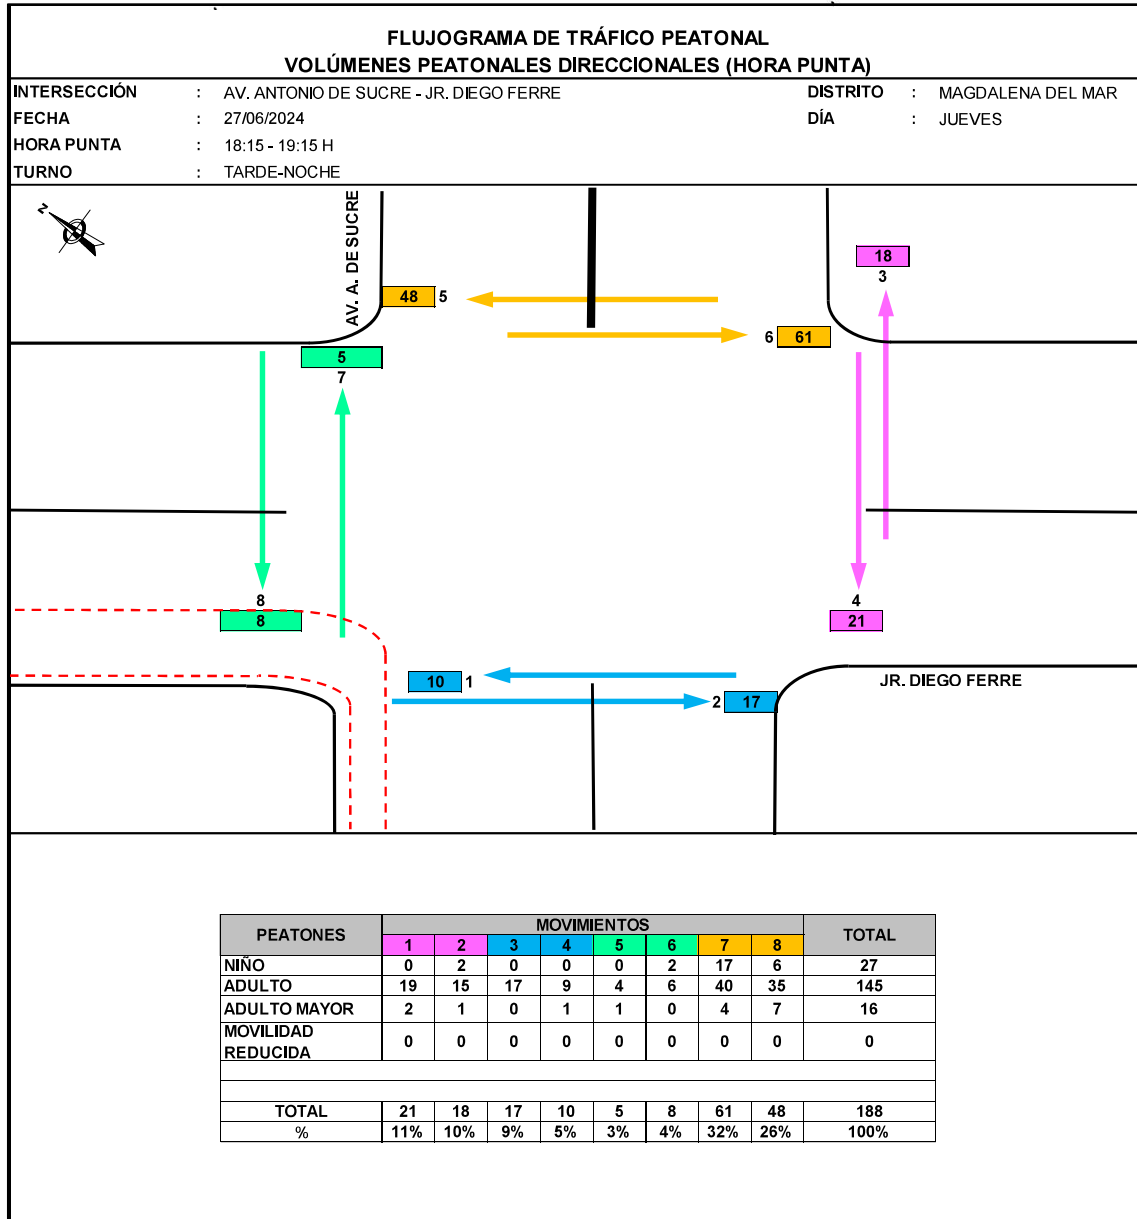 FLUJOGRAMA DE TRÁFICO PEATONAL
VOLÚMENES PEATONALES DIRECCIONALES (HORA PUNTA)
INTERSECCIÓN : AV. ANTONIO DE SUCRE - JR. DIEGO FERRE DISTRITO : MAGDALENA DEL MAR
FECHA : 27/06/2024 DÍA : JUEVES
HORA PUNTA : 18:15 - 19:15 H
TURNO : TARDE-NOCHE
N
AV. A. DE SUCRE
18
3
48 5
6 61
5
7
8
8
4
21
10 1
2 17
JR. DIEGO FERRE
PEATONES MOVIMIENTOS TOTAL
1 2 3 4 5 6 7 8
NIÑO 0 2 0 0 0 2 17 6 27
ADULTO 19 15 17 9 4 6 40 35 145
ADULTO MAYOR 2 1 0 1 1 0 4 7 16
MOVILIDAD
REDUCIDA 0 0 0 0 0 0 0 0 0
TOTAL 21 18 17 10 5 8 61 48 188
% 11% 10% 9% 5% 3% 4% 32% 26% 100%